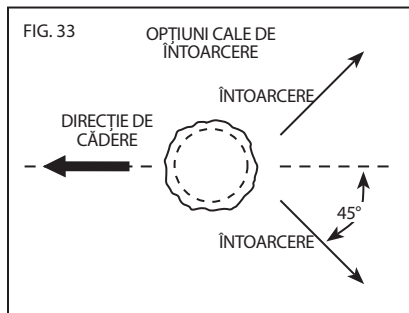 FIG. 33
OPȚIUNI CALE DE
ÎNTOARCERE
ÎNTOARCERE
DIRECȚIE DE
CĂDERE
45°
ÎNTOARCERE